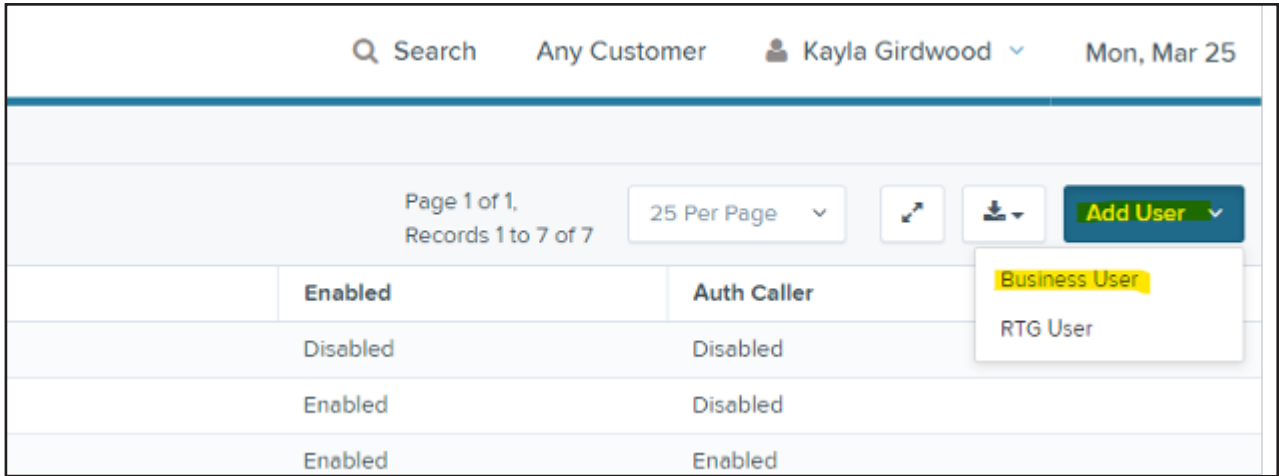 Search Any Customer Kayla Girdwood Mon, Mar 25
Page 1 of 1,
Records 1 to 7 of 7
25 Per Page
Add User
Business User
RTG User
Enabled Auth Caller
Disabled Disabled
Enabled Disabled
Enabled Enabled